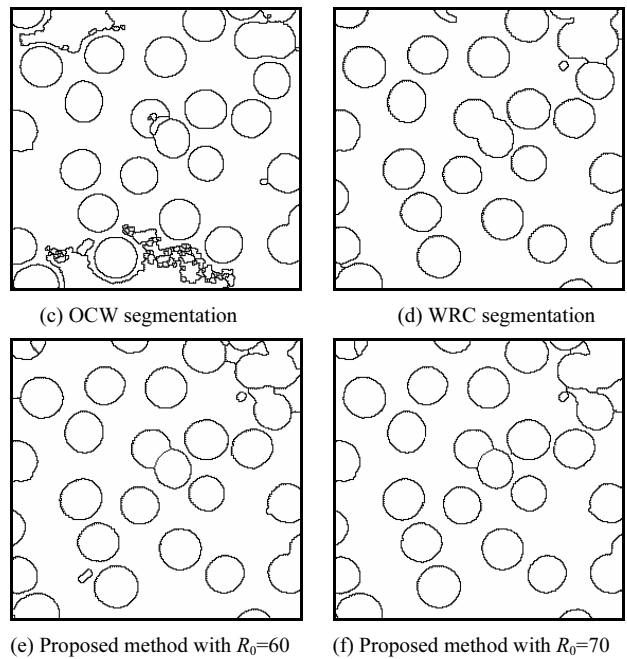 (c) OCW segmentation
(d) WRC segmentation
(e) Proposed method with R₀=60
(f) Proposed method with R₀=70